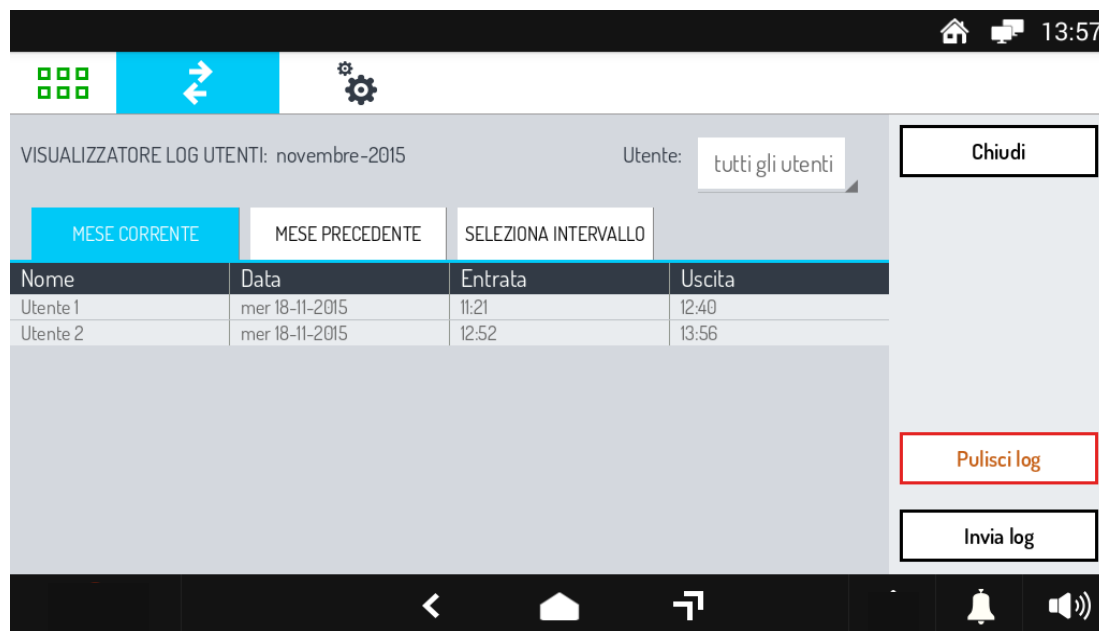 13:57
VISUALIZZATORE LOG UTENTI: novembre-2015 Utente: tutti gli utenti
Chiudi
MESE CORRENTE MESE PRECEDENTE SELEZIONA INTERVALLO
Nome Data Entrata Uscita
Utente 1 mer 18-11-2015 11:21 12:40
Utente 2 mer 18-11-2015 12:52 13:56
Pulisci log
Invia log